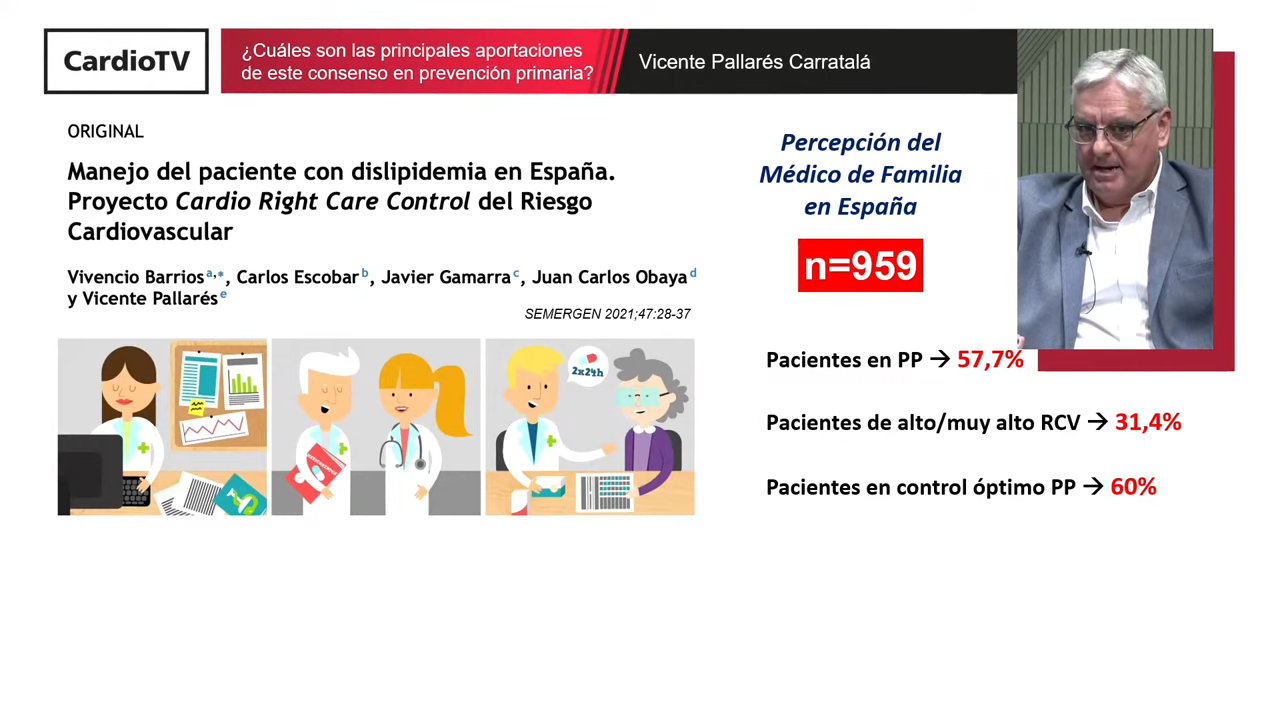 CardioTV
¿Cuáles son las principales aportaciones
de este consenso en prevención primaria?
Vicente Pallarés Carratalá
ORIGINAL
Manejo del paciente con dislipidemia en España.
Proyecto Cardio Right Care Control del Riesgo
Cardiovascular
Vivencio Barrios a,*, Carlos Escobar b, Javier Gamarra c, Juan Carlos Obaya d
y Vicente Pallarés e
SEMERGEN 2021;47:28-37
2x24h
Percepción del
Médico de Familia
en España
n=959
Pacientes en PP → 57,7%
Pacientes de alto/muy alto RCV → 31,4%
Pacientes en control óptimo PP → 60%